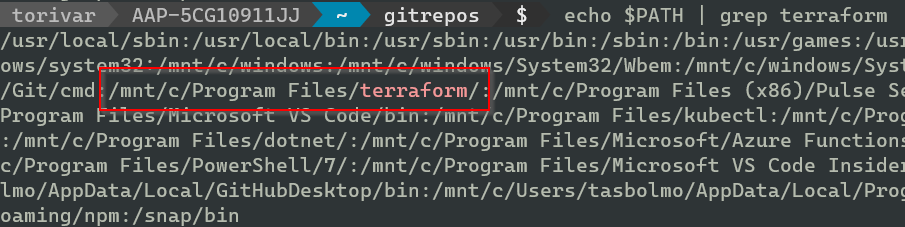 torivar AAP-5CG10911JJ ~ gitrepos $ echo $PATH | grep terraform
/usr/local/sbin:/usr/local/bin:/usr/sbin:/usr/bin:/sbin:/bin:/usr/games:/us
ows/system32:/mnt/c/windows:/mnt/c/windows/System32/Wbem:/mnt/c/windows/Sys
/Git/cmd:/mnt/c/Program Files/terraform/:/mnt/c/Program Files (x86)/Pulse Se
Program Files/Microsoft VS Code/bin:/mnt/c/Program Files/kubectl:/mnt/c/Prog
:/mnt/c/Program Files/dotnet/:/mnt/c/Program Files/Microsoft/Azure Functions
c/Program Files/PowerShell/7/:/mnt/c/Program Files/Microsoft VS Code Insider
lmo/AppData/Local/GitHubDesktop/bin:/mnt/c/Users/tasbolmo/AppData/Local/Prog
oaming/npm:/snap/bin